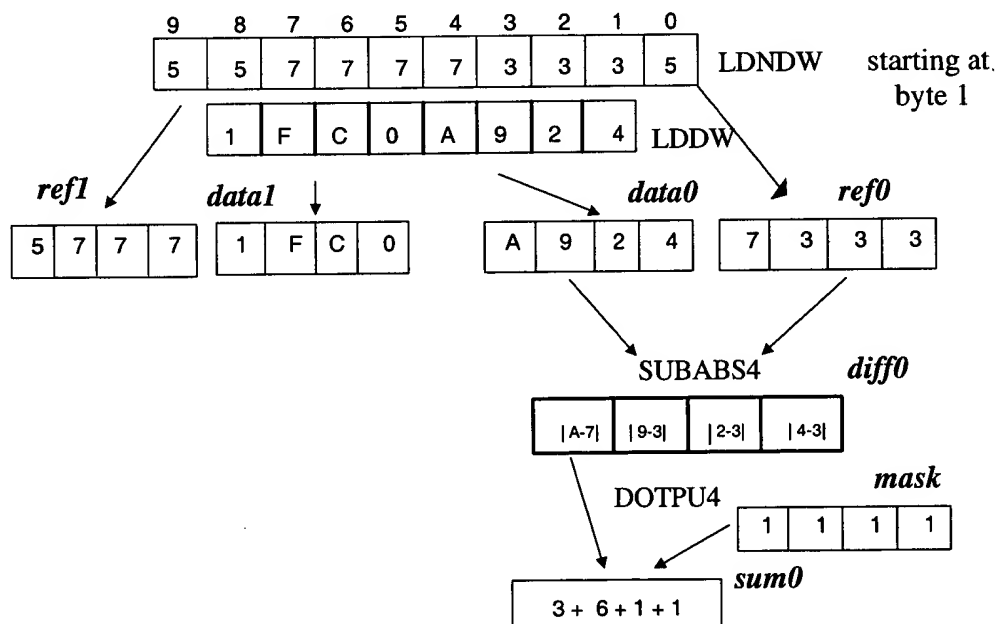 9 8 7 6 5 4 3 2 1 0
5 5 7 7 7 7 3 3 3 5 LDNDW starting at
byte 1
1 F C 0 A 9 2 4 LDDW
ref1 data1 data0 ref0
5 7 7 7 1 F C 0 A 9 2 4 7 3 3 3
SUBABS4 diff0
|A-7| |9-3| |2-3| |4-3|
DOTPU4 mask
1 1 1 1
sum0
3 + 6 + 1 + 1